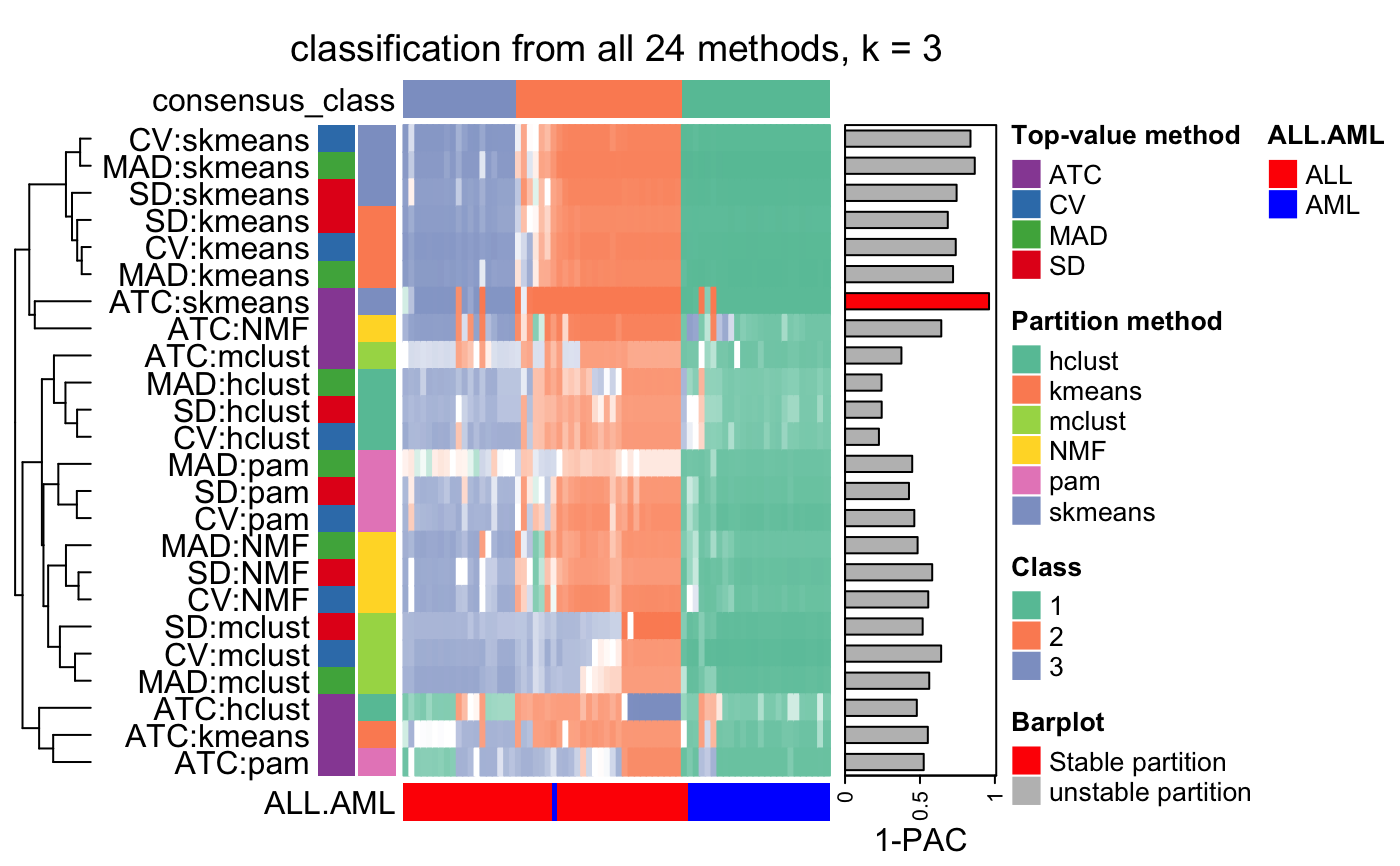 classification from all 24 methods, k = 3
consensus_class
CV:skmeans
MAD:skmeans
SD:skmeans
SD:kmeans
CV:kmeans
MAD:kmeans
ATC:skmeans
ATC:NMF
ATC:mclust
MAD:hclust
SD:hclust
CV:hclust
MAD:pam
SD:pam
CV:pam
MAD:NMF
SD:NMF
CV:NMF
SD:mclust
CV:mclust
MAD:mclust
ATC:hclust
ATC:kmeans
ATC:pam
ALL.AML
0
0.5
1
1-PAC
Top-value method
ATC
CV
MAD
SD
Partition method
hclust
kmeans
mclust
NMF
pam
skmeans
Class
1
2
3
Barplot
Stable partition
unstable partition
ALL.AML
ALL
AML